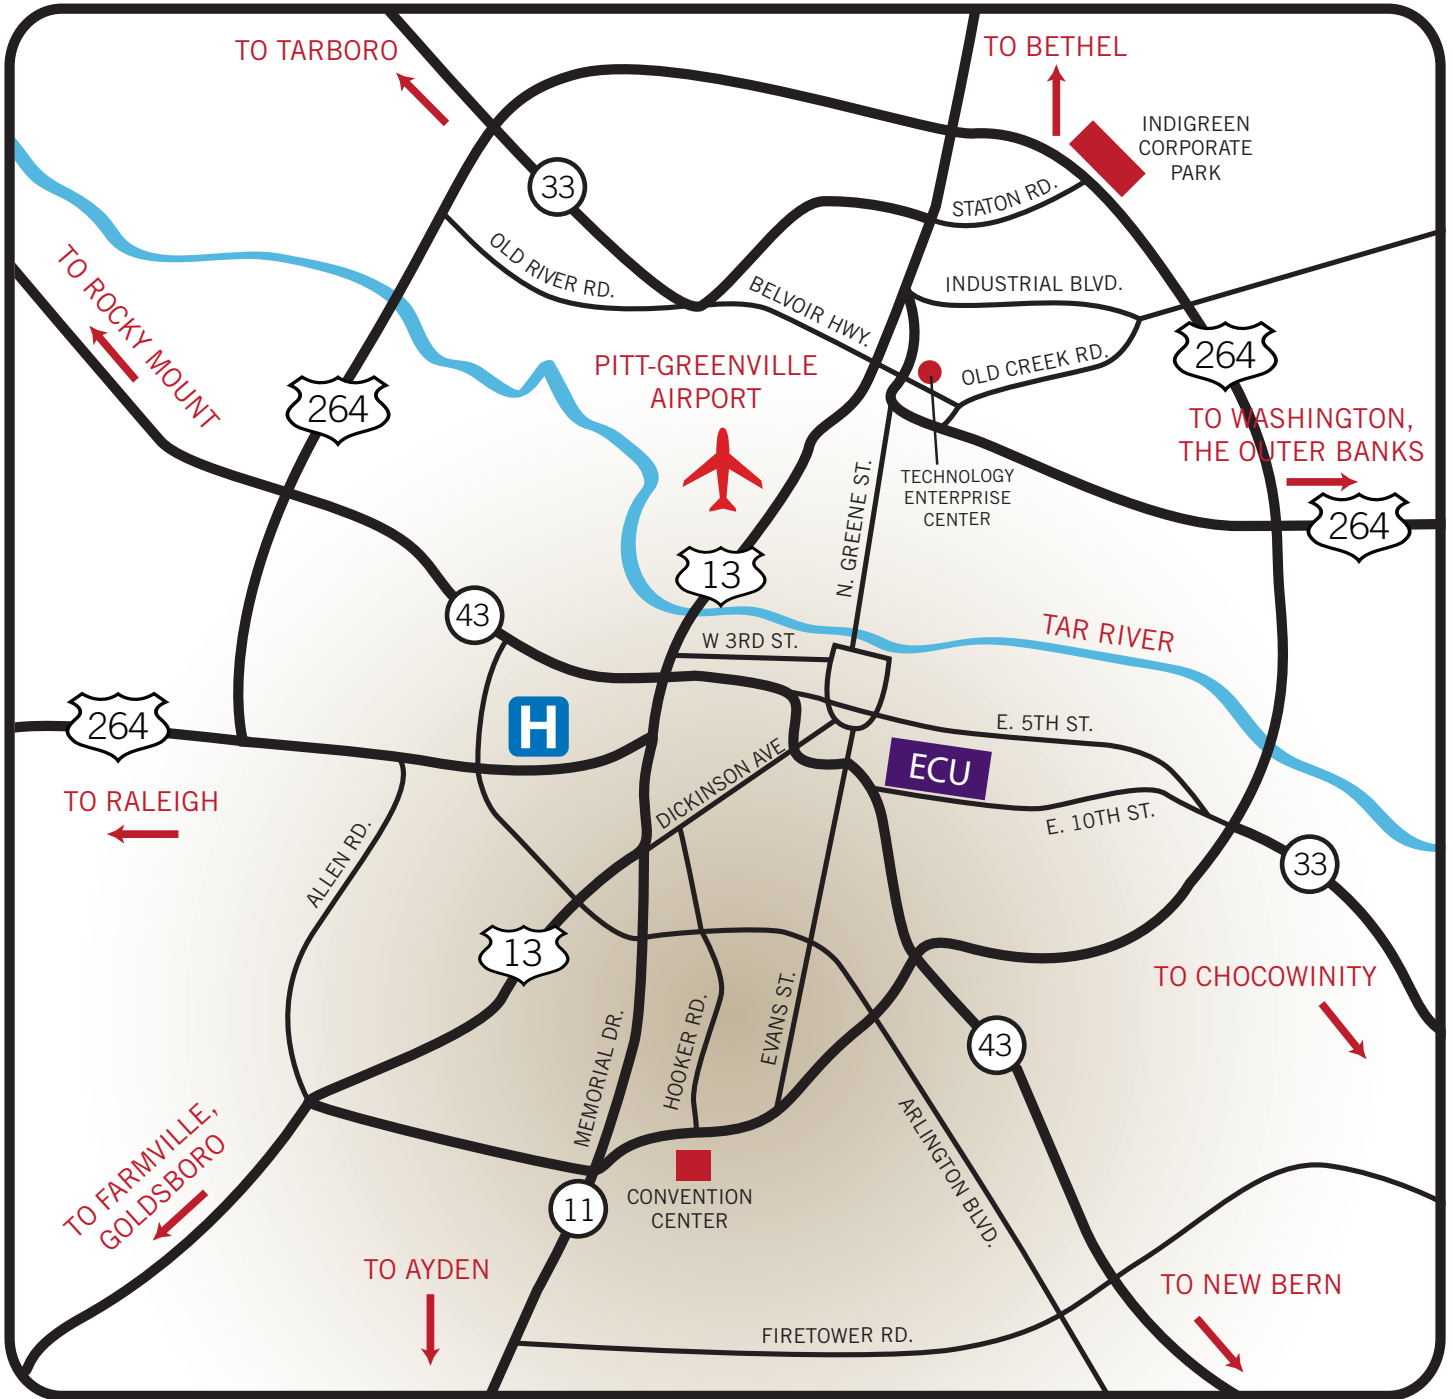 TO TARBORO
TO BETHEL
INDIGREEN
CORPORATE
PARK
33
STATON RD.
OLD RIVER RD.
BELVOIR HWY.
INDUSTRIAL BLVD.
TO ROCKY MOUNT
264
PITT-GREENVILLE
AIRPORT
OLD CREEK RD.
264
TO WASHINGTON,
THE OUTER BANKS
264
TECHNOLOGY
ENTERPRISE
CENTER
N. GREENE ST.
13
43
W 3RD ST.
TAR RIVER
264
H
E. 5TH ST.
ECU
DICKINSON AVE
TO RALEIGH
E. 10TH ST.
ALLEN RD.
33
13
TO CHOCOWINITY
MEMORIAL DR.
HOOKER RD.
EVANS ST.
43
ARLINGTON BLVD.
TO FARMVILLE,
GOLDSBORO
11
CONVENTION
CENTER
TO AYDEN
TO NEW BERN
FIRETOWER RD.